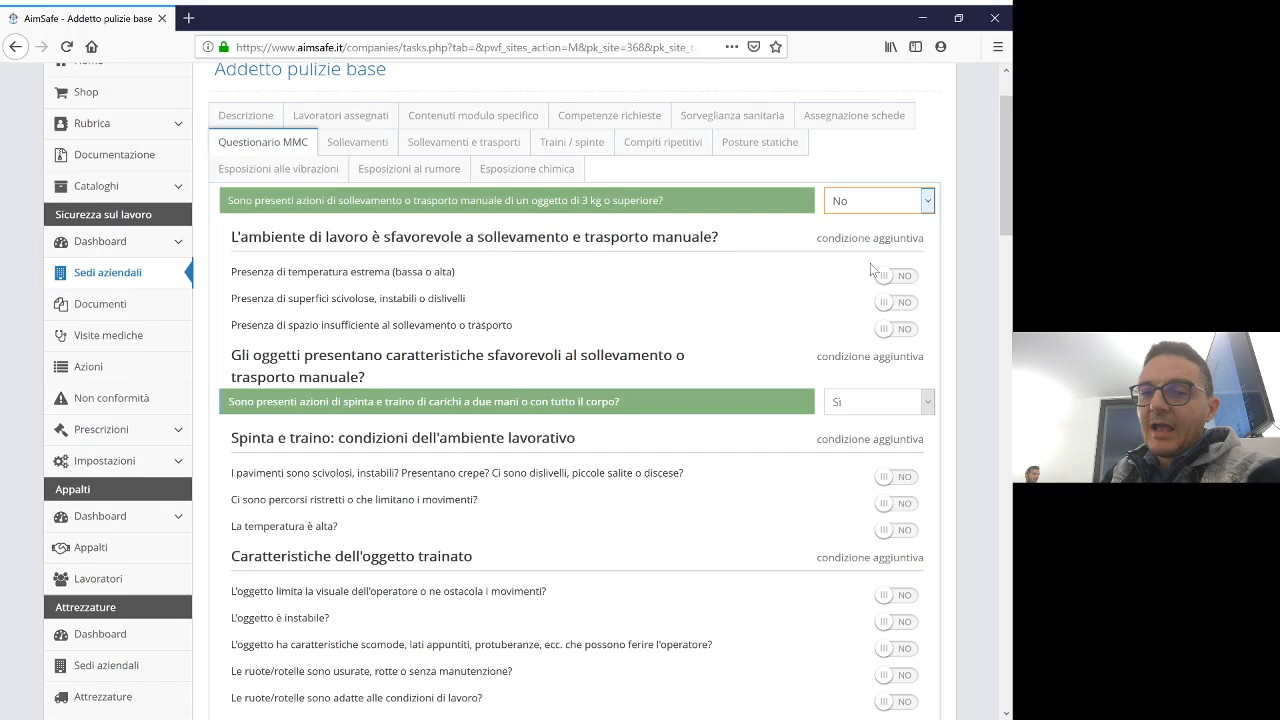 AimSafe - Addetto pulizie base
https://www.aimsafe.it/companies/tasks.php?tab=&pwf_sites_action=M&pk_site=368&pk_site_t
Addetto pulizie base
Shop
Rubrica
Documentazione
Cataloghi
Sicurezza sul lavoro
Dashboard
Sedi aziendali
Documenti
Visite mediche
Azioni
Non conformità
Prescrizioni
Impostazioni
Appalti
Dashboard
Appalti
Lavoratori
Attrezzature
Dashboard
Sedi aziendali
Attrezzature
Descrizione Lavoratori assegnati Contenuti modulo specifico Competenze richieste Sorveglianza sanitaria Assegnazione schede
Questionario MMC Sollevamenti Sollevamenti e trasporti Traini / spinte Compiti ripetitivi Posture statiche
Esposizioni alle vibrazioni Esposizioni al rumore Esposizione chimica
Sono presenti azioni di sollevamento o trasporto manuale di un oggetto di 3 kg o superiore? No
L'ambiente di lavoro è sfavorevole a sollevamento e trasporto manuale? condizione aggiuntiva
Presenza di temperatura estrema (bassa o alta) NO
Presenza di superfici scivolose, instabili o dislivelli NO
Presenza di spazio insufficiente al sollevamento o trasporto NO
Gli oggetti presentano caratteristiche sfavorevoli al sollevamento o condizione aggiuntiva
trasporto manuale?
Sono presenti azioni di spinta e traino di carichi a due mani o con tutto il corpo? Sì
Spinta e traino: condizioni dell'ambiente lavorativo condizione aggiuntiva
I pavimenti sono scivolosi, instabili? Presentano crepe? Ci sono dislivelli, piccole salite o discese? NO
Ci sono percorsi ristretti o che limitano i movimenti? NO
La temperatura è alta? NO
Caratteristiche dell'oggetto trainato condizione aggiuntiva
L'oggetto limita la visuale dell'operatore o ne ostacola i movimenti? NO
L'oggetto è instabile? NO
L'oggetto ha caratteristiche scomode, lati appuntiti, protuberanze, ecc. che possono ferire l'operatore? NO
Le ruote/rotelle sono usurate, rotte o senza manutenzione? NO
Le ruote/rotelle sono adatte alle condizioni di lavoro? NO